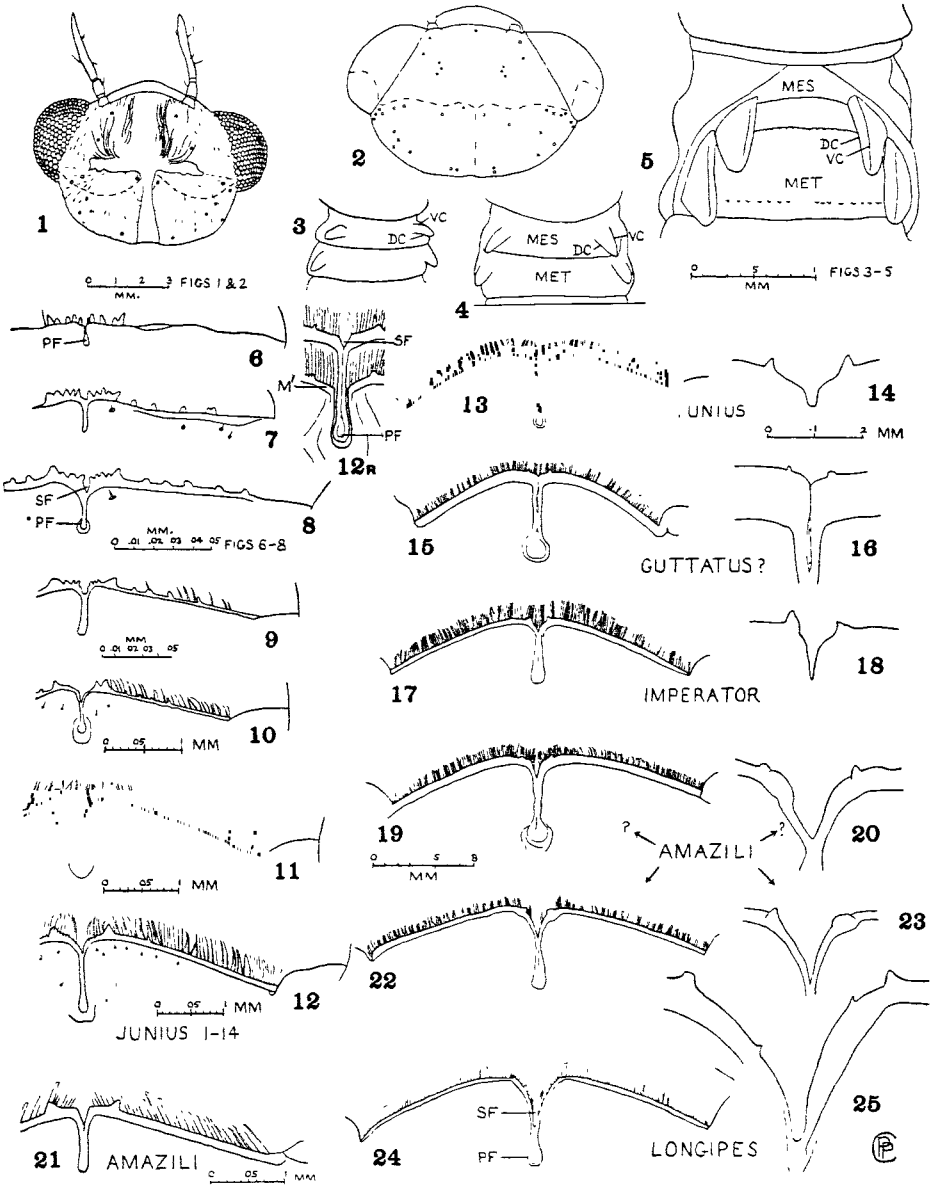 1
0 1 2 3 FIGS 1 & 2
MM.
2
3
VC
DC
4
MES
DC
VC
MET
5
MES
DC
VC
MET
0 5 1 FIGS 3-5
MM
PF
6
7
SF
PF
8
MM.
0 .01 .02 .03 .04 .05 FIGS 6-8
9
MM
0 .01 02 03 05
10
0 05 1 MM
11
0 05 1 MM
12
0 05 1 MM
JUNIUS 1-14
SF
M'
PF
12R
13
UNIUS
14
0 .1 2 MM
15
16
GUTTATUS?
17
18
IMPERATOR
19
0 5 8
MM
20
? ?
AMAZILI
22
23
21
AMAZILI
0 05 1 MM
24
SF
PF
LONGIPES
25